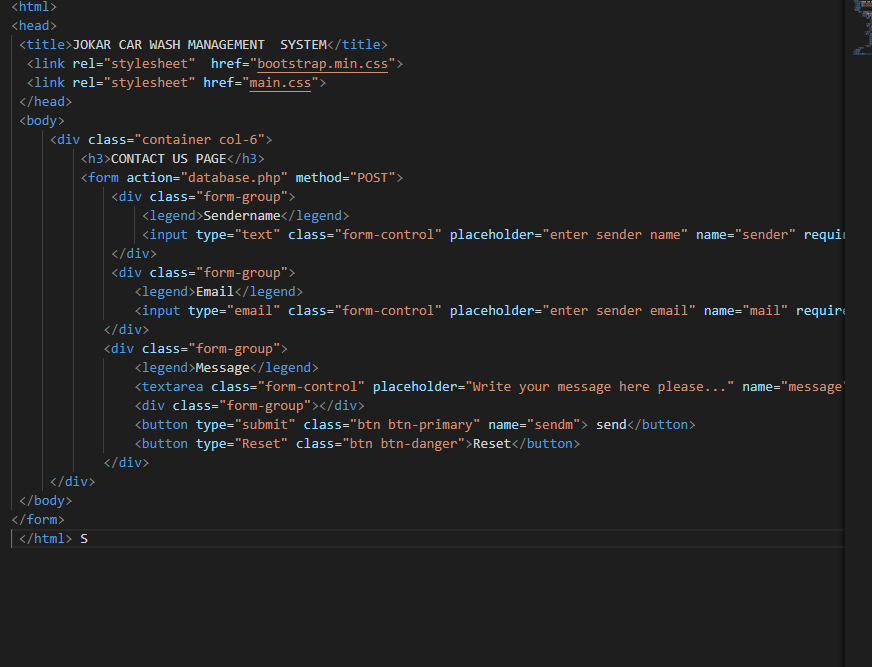 <html>
<head>
<title>JOKAR CAR WASH MANAGEMENT  SYSTEM</title>
<link rel="stylesheet"  href="bootstrap.min.css">
<link rel="stylesheet" href="main.css">
</head>
<body>
<div class="container col-6">
<h3>CONTACT US PAGE</h3>
<form action="database.php" method="POST">
<div class="form-group">
<legend>Sendername</legend>
<input type="text" class="form-control" placeholder="enter sender name" name="sender" requi
</div>
<div class="form-group">
<legend>Email</legend>
<input type="email" class="form-control" placeholder="enter sender email" name="mail" require
</div>
<div class="form-group">
<legend>Message</legend>
<textarea class="form-control" placeholder="Write your message here please..." name="message"
<div class="form-group"></div>
<button type="submit" class="btn btn-primary" name="sendm"> send</button>
<button type="Reset" class="btn btn-danger">Reset</button>
</div>
</div>
</body>
</form>
</html> S